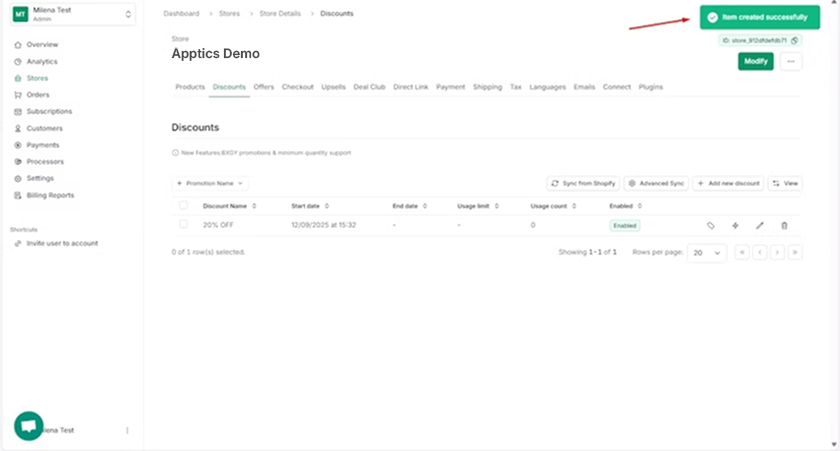 MT
Milena Test
Admin
Overview
Analytics
Stores
Orders
Subscriptions
Customers
Payments
Processors
Settings
Billing Reports
Shortcuts
Invite user to account
Test
Dashboard > Stores > Store Details > Discounts
Item created successfully
Store
Apptics Demo
Modify
Products Discounts Offers Checkout Upsells Deal Club Direct Link Payment Shipping Tax Languages Emails Connect Plugins
Discounts
New Features: BXGY promotions & minimum quantity support
+ Promotion Name
Sync from Shopify
Advanced Sync
+ Add new discount
View
Discount Name Start date End date Usage limit Usage count Enabled
20% OFF 12/09/2025 at 15:32 - - 0 Enabled
0 of 1 row(s) selected.
Showing 1-1 of 1 Rows per page: 20